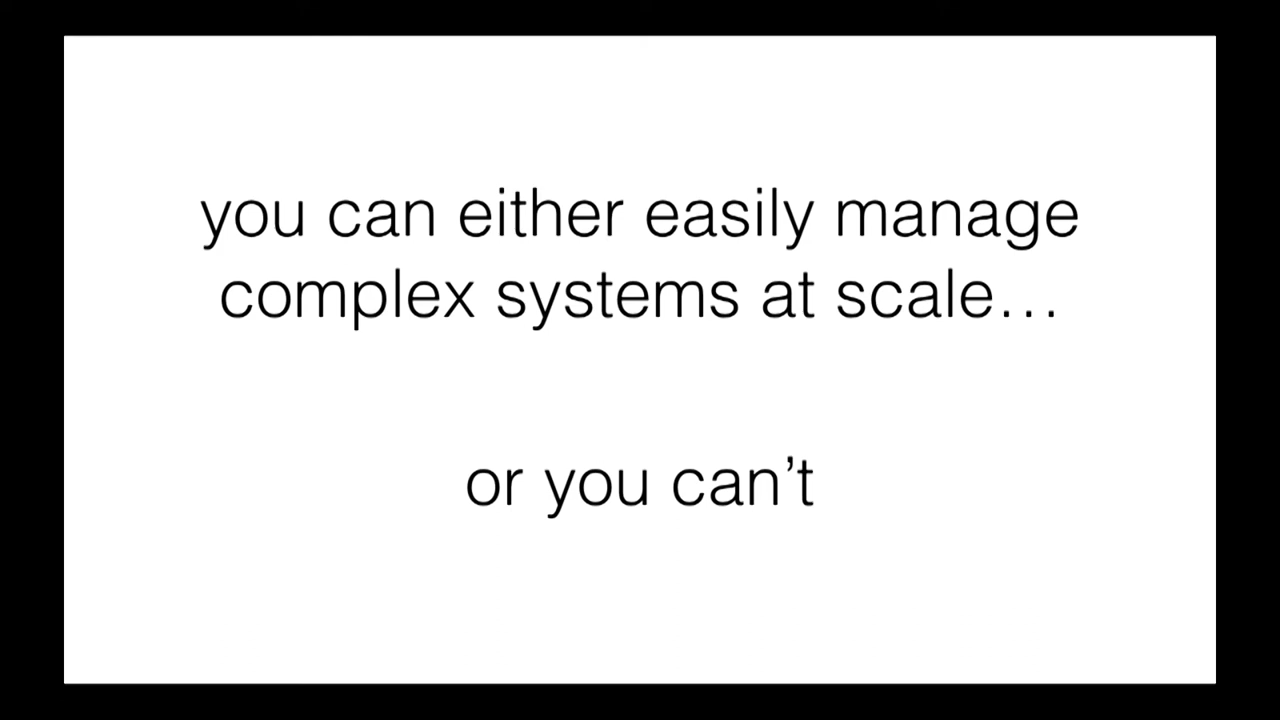 you can either easily manage
complex systems at scale…
or you can’t